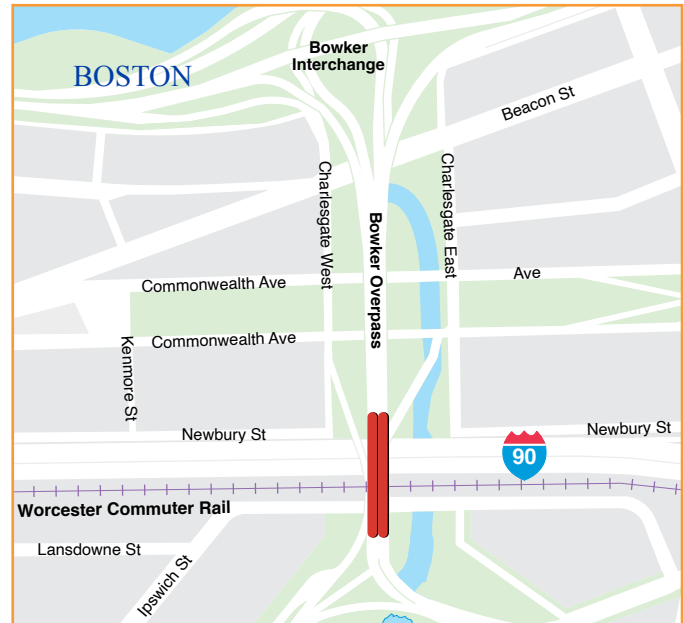 Bowker
Interchange
BOSTON
Beacon St
Charlesgate West
Charlesgate East
Bowker Overpass
Commonwealth Ave
Ave
Commonwealth Ave
Kenmore St
Newbury St
Newbury St
90
Worcester Commuter Rail
Lansdowne St
Ipswich St